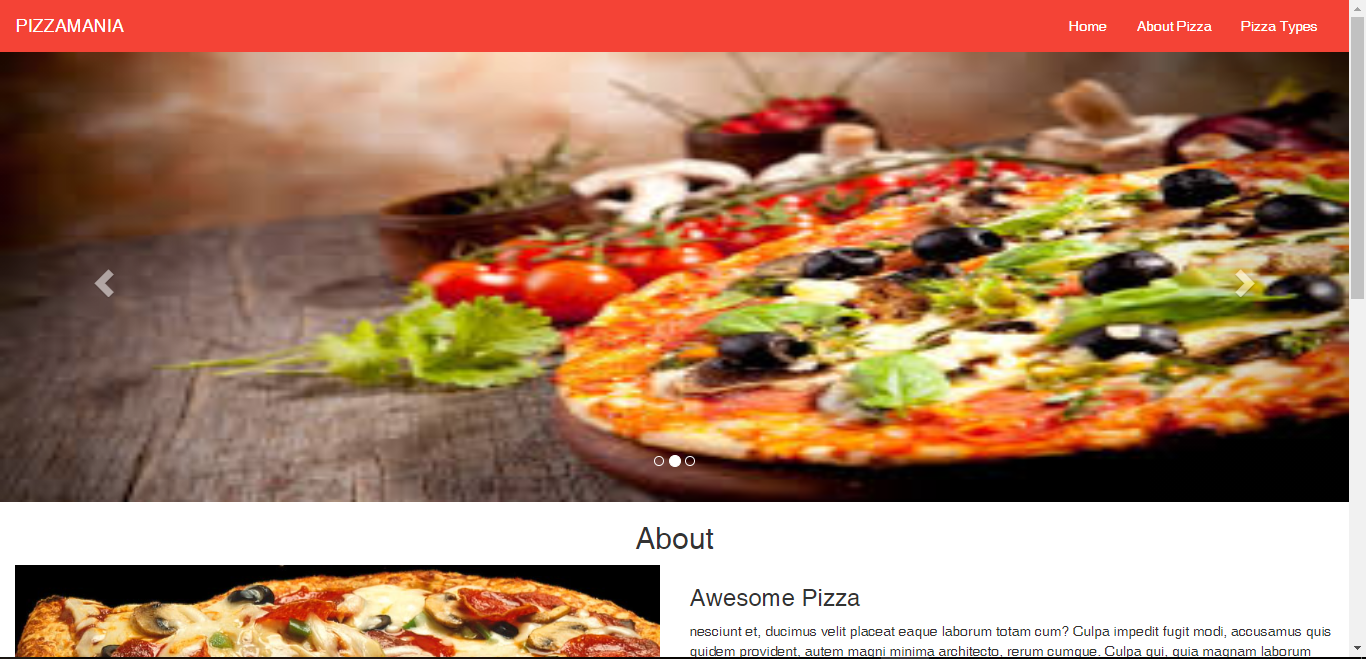 PIZZAMANIA
Home About Pizza Pizza Types
About
Awesome Pizza
nesciunt et, ducimus velit placeat eaque laborum totam cum? Culpa impedit fugit modi, accusamus quis
quidem provident, autem magni minima architecto, rerum cumque. Culpa qui, quia magnam laborum